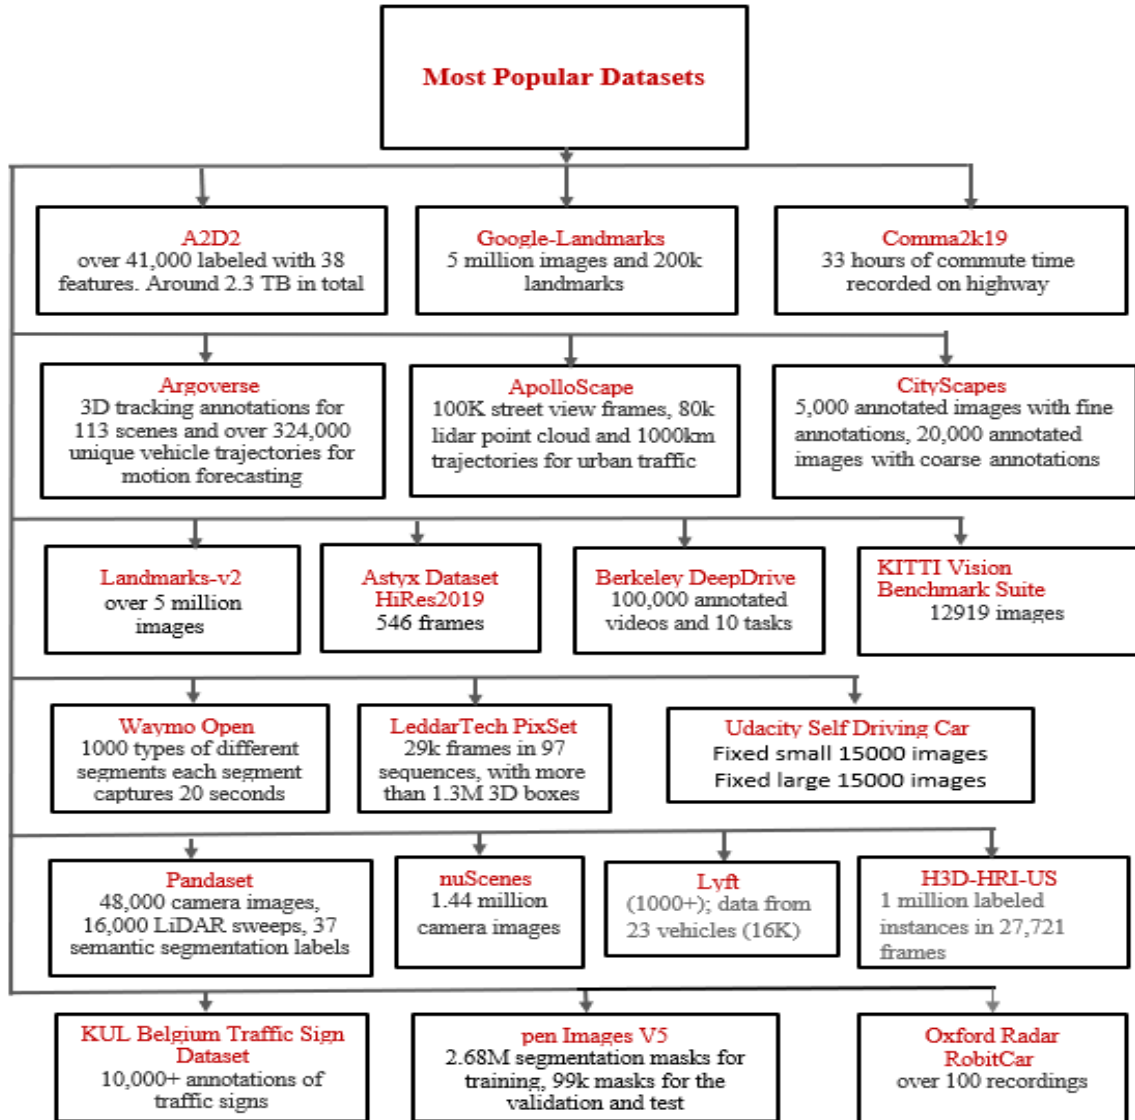 Most Popular Datasets
A2D2
over 41,000 labeled with 38
features. Around 2.3 TB in total
Google-Landmarks
5 million images and 200k
landmarks
Comma2k19
33 hours of commute time
recorded on highway
Argoverse
3D tracking annotations for
113 scenes and over 324,000
unique vehicle trajectories for
motion forecasting
ApolloScape
100K street view frames, 80k
lidar point cloud and 1000km
trajectories for urban traffic
CityScapes
5,000 annotated images with fine
annotations, 20,000 annotated
images with coarse annotations
Landmarks-v2
over 5 million
images
Astyx Dataset
HiRes2019
546 frames
Berkeley DeepDrive
100,000 annotated
videos and 10 tasks
KITTI Vision
Benchmark Suite
12919 images
Waymo Open
1000 types of different
segments each segment
captures 20 seconds
LeddarTech PixSet
29k frames in 97
sequences, with more
than 1.3M 3D boxes
Udacity Self Driving Car
Fixed small 15000 images
Fixed large 15000 images
Pandaset
48,000 camera images,
16,000 LiDAR sweeps, 37
semantic segmentation labels
nuScenes
1.44 million
camera images
Lyft
(1000+); data from
23 vehicles (16K)
H3D-HRI-US
1 million labeled
instances in 27,721
frames
KUL Belgium Traffic Sign
Dataset
10,000+ annotations of
traffic signs
pen Images V5
2.68M segmentation masks for
training, 99k masks for the
validation and test
Oxford Radar
RobitCar
over 100 recordings